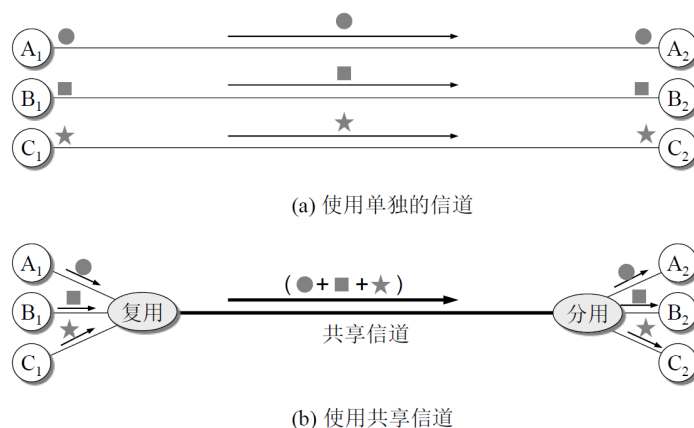 A₁ A₂
B₁ B₂
C₁ C₂
(a) 使用单独的信道
A₁ A₂
( + + )
B₁ 复用 分用 B₂
共享信道
C₁ C₂
(b) 使用共享信道